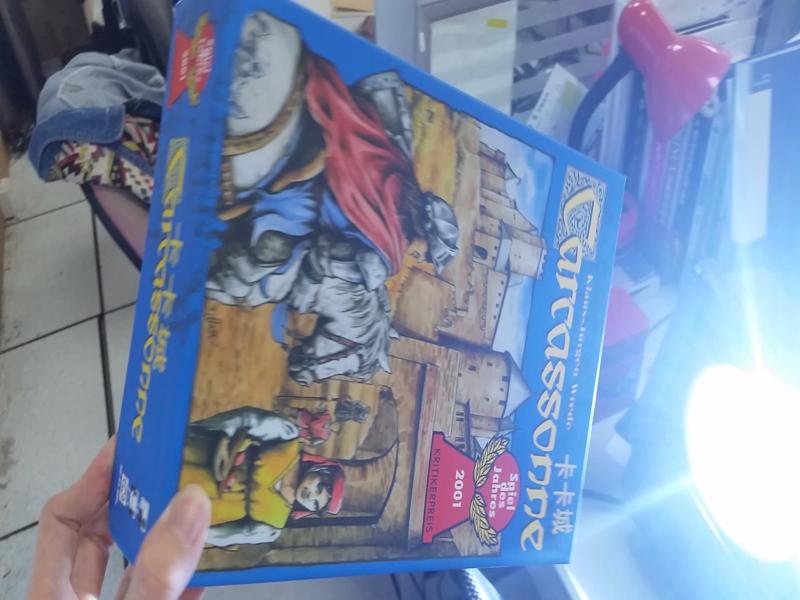 Klaus-Jürgen Wrede
Carcassonne
卡卡城
Spiel
des
Jahres
2001
KRITIKERPREIS
Carcassonne
卡卡城